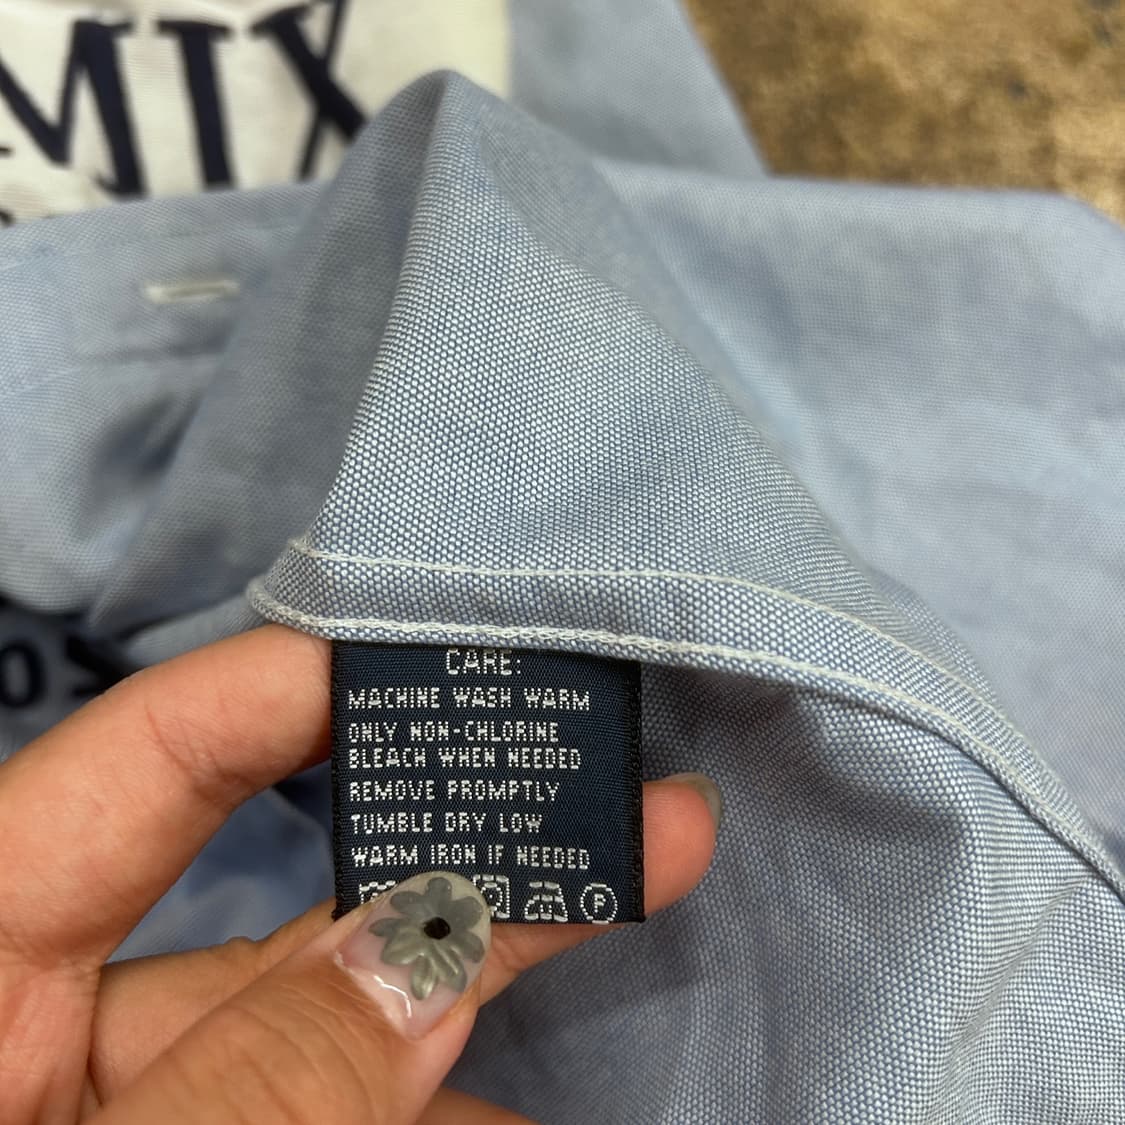 MIX
CARE:
MACHINE WASH WARM
ONLY NON-CHLORINE
BLEACH WHEN NEEDED
REMOVE PROMPTLY
TUMBLE DRY LOW
WARM IRON IF NEEDED
P